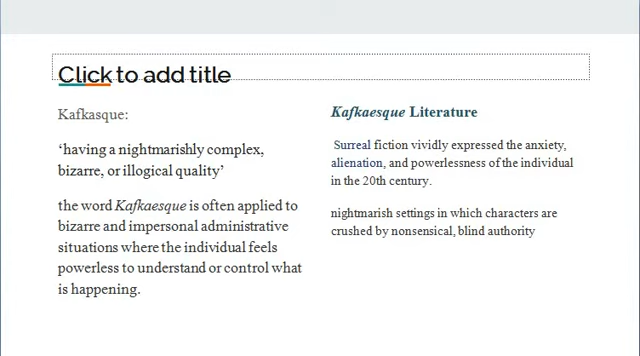 Click to add title
Kafkasque:
‘having a nightmarishly complex,
bizarre, or illogical quality’
the word Kafkaesque is often applied to
bizarre and impersonal administrative
situations where the individual feels
powerless to understand or control what
is happening.
Kafkaesque Literature
Surreal fiction vividly expressed the anxiety,
alienation, and powerlessness of the individual
in the 20th century.
nightmarish settings in which characters are
crushed by nonsensical, blind authority